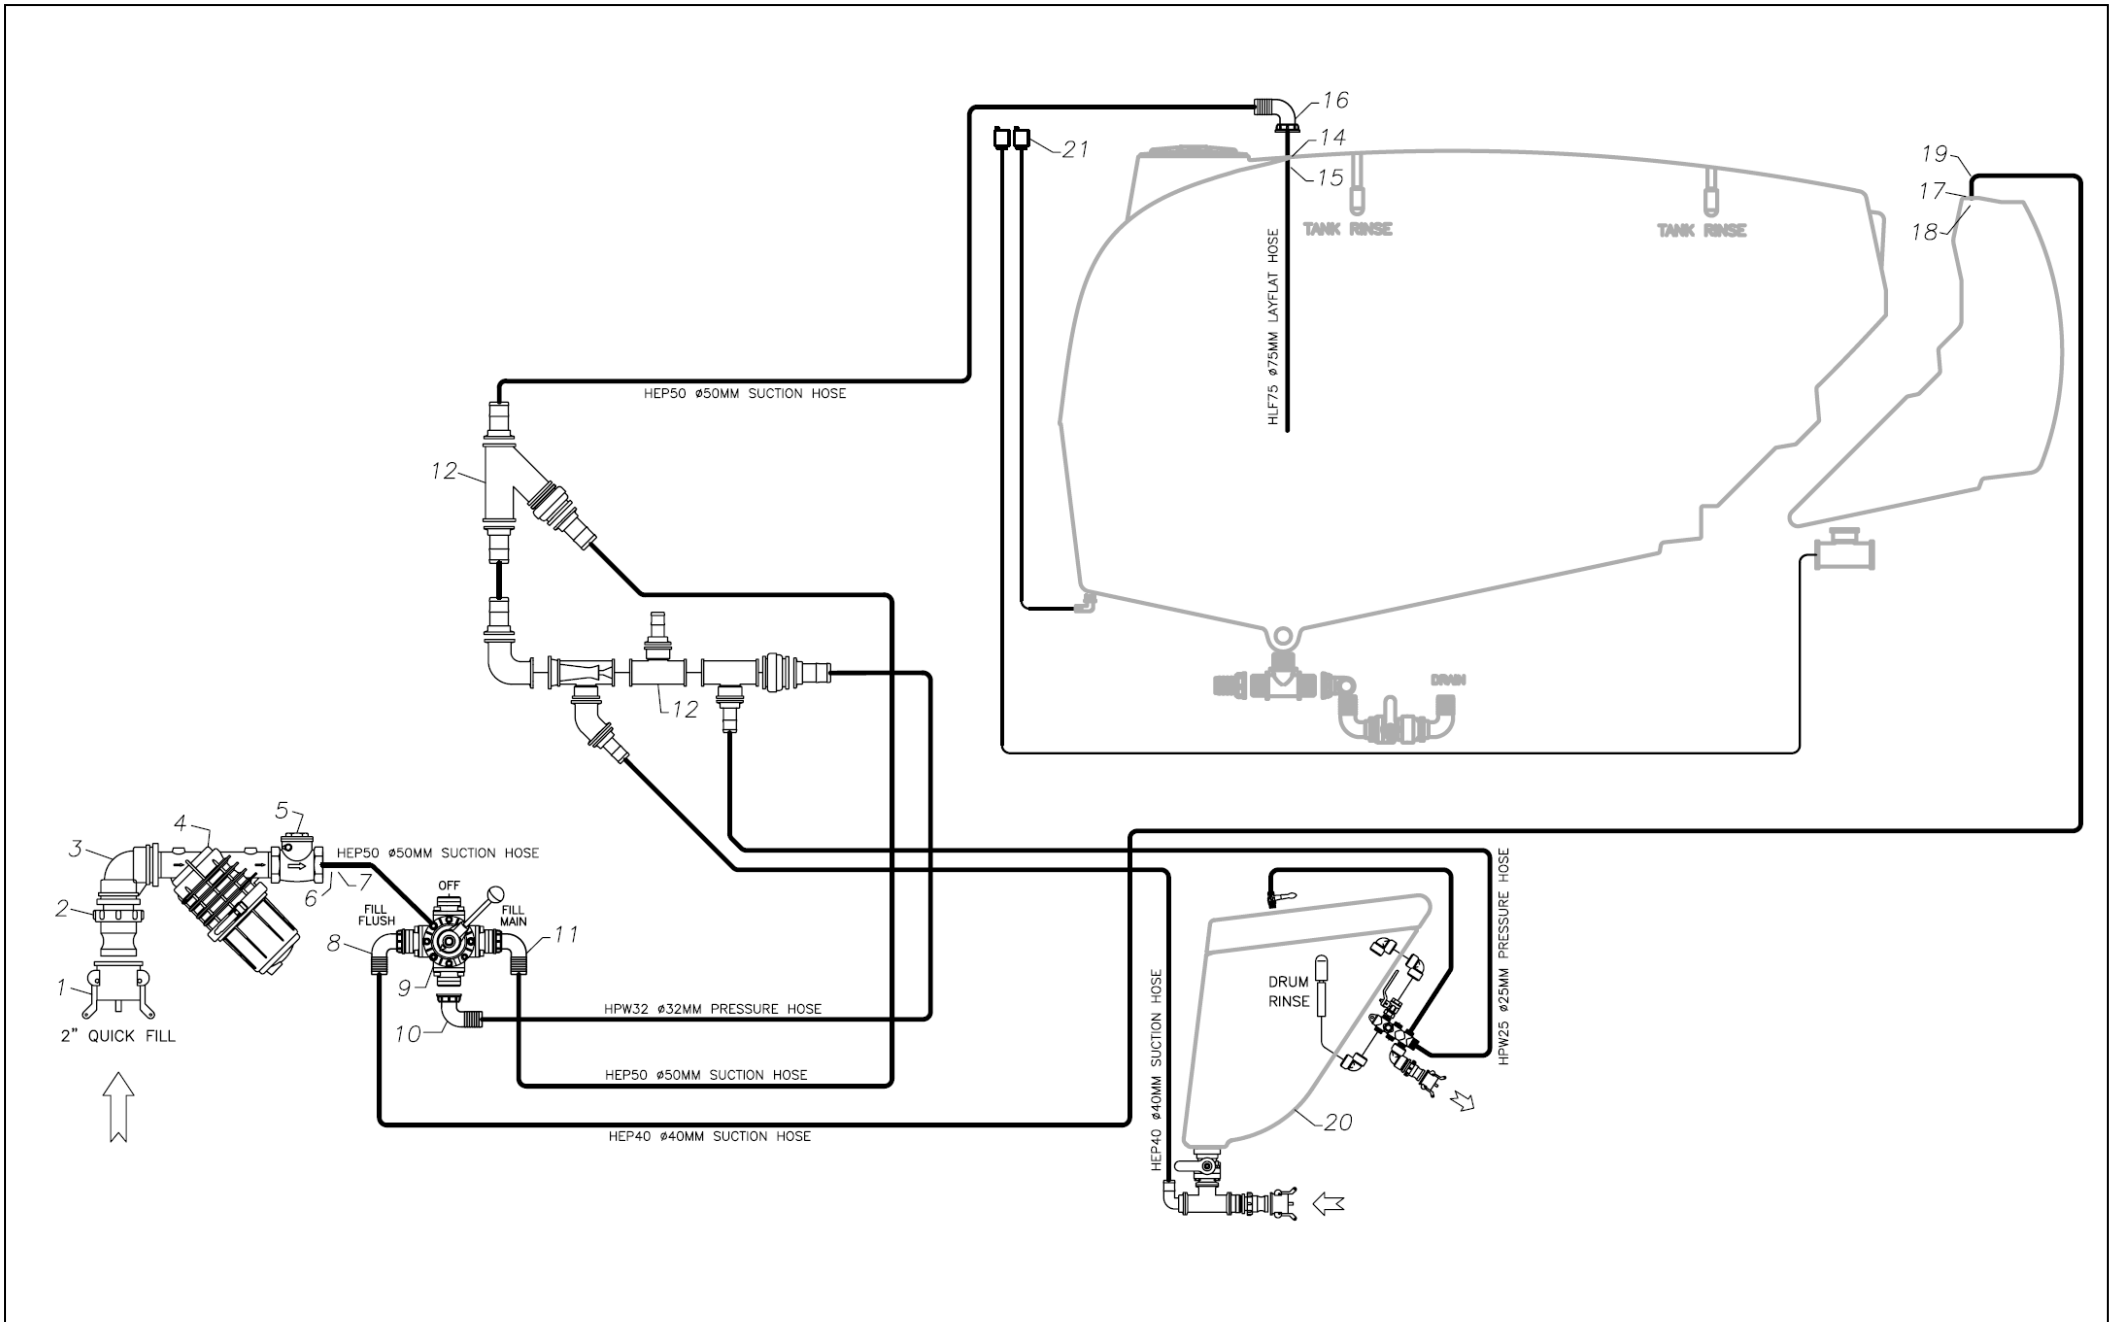 16
14
21
15
19
17
18
TANK RINSE
TANK RINSE
HLF75 ø75MM LAYFLAT HOSE
HEP50 ø50MM SUCTION HOSE
12
DRAIN
12
5
4
3
HEP50 ø50MM SUCTION HOSE
6
7
OFF
2
FILL
FLUSH
FILL
MAIN
8
11
1
9
10
2" QUICK FILL
HPW32 ø32MM PRESSURE HOSE
HEP50 ø50MM SUCTION HOSE
HEP40 ø40MM SUCTION HOSE
HEP40 ø40MM SUCTION HOSE
DRUM
RINSE
HPW25 ø25MM PRESSURE HOSE
20